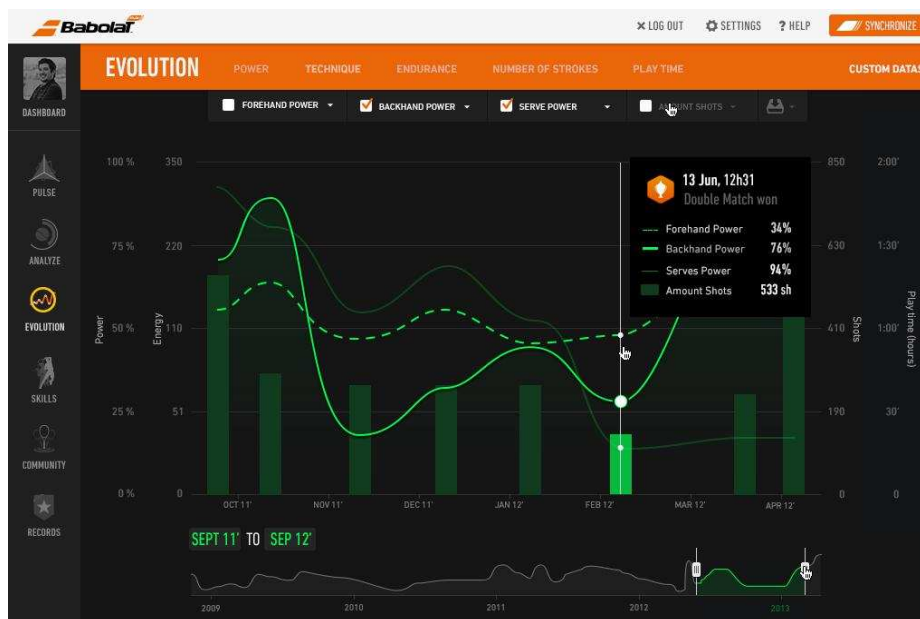 Babolat
× LOG OUT SETTINGS ? HELP SYNCHRONIZE
EVOLUTION POWER TECHNIQUE ENDURANCE NUMBER OF STROKES PLAY TIME CUSTOM DATAS
DASHBOARD
FOREHAND POWER BACKHAND POWER SERVE POWER AMOUNT SHOTS
PULSE
ANALYZE
EVOLUTION
SKILLS
COMMUNITY
RECORDS
100 % 350 850 2:00'
75 % 220 630 1:30'
50 % 110 410 1:00'
25 % 51 190 30'
0 % 0 0 0
Power
Energy
Shots
Play time (hours)
13 Jun, 12h31
Double Match won
Forehand Power 34%
Backhand Power 76%
Serves Power 94%
Amount Shots 533 sh
OCT 11' NOV 11' DEC 11' JAN 12' FEB 12' MAR 12' APR 12'
SEPT 11' TO SEP 12'
2009 2010 2011 2012 2013